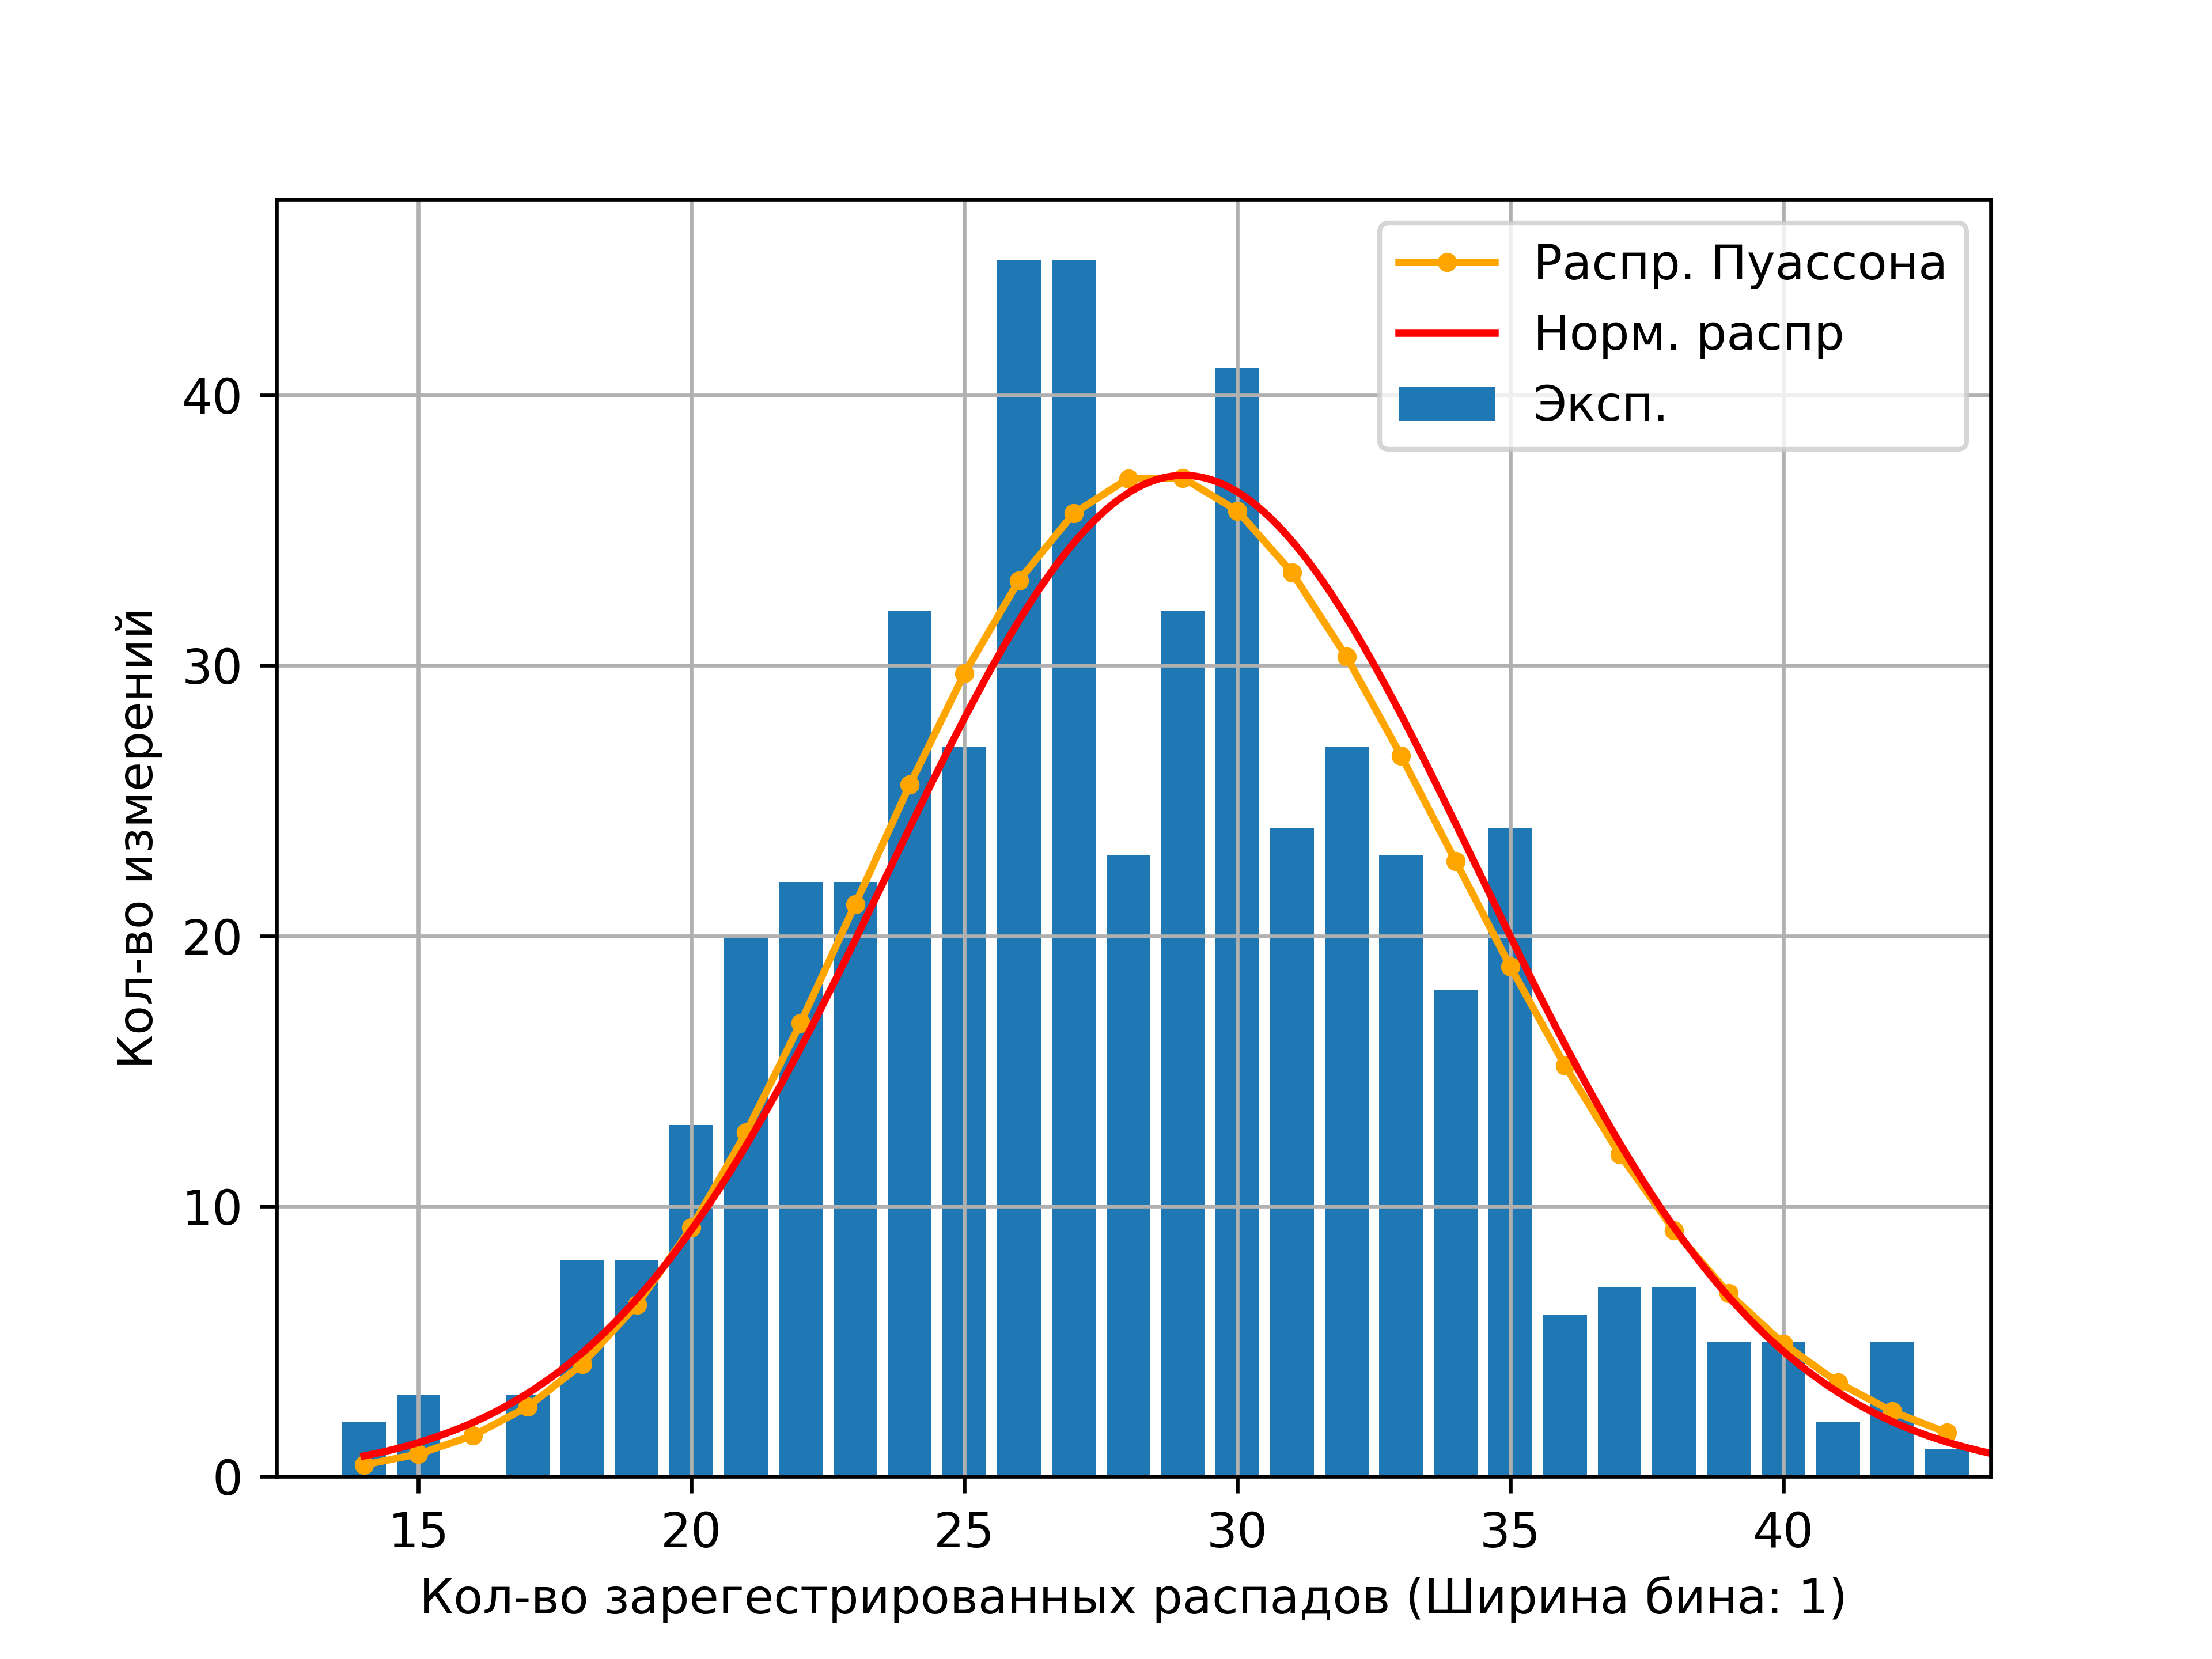 Распр. Пуассона
Норм. распр
Эксп.
40
30
20
10
0
Кол-во измерений
15 20 25 30 35 40
Кол-во зарегестрированных распадов (Ширина бина: 1)